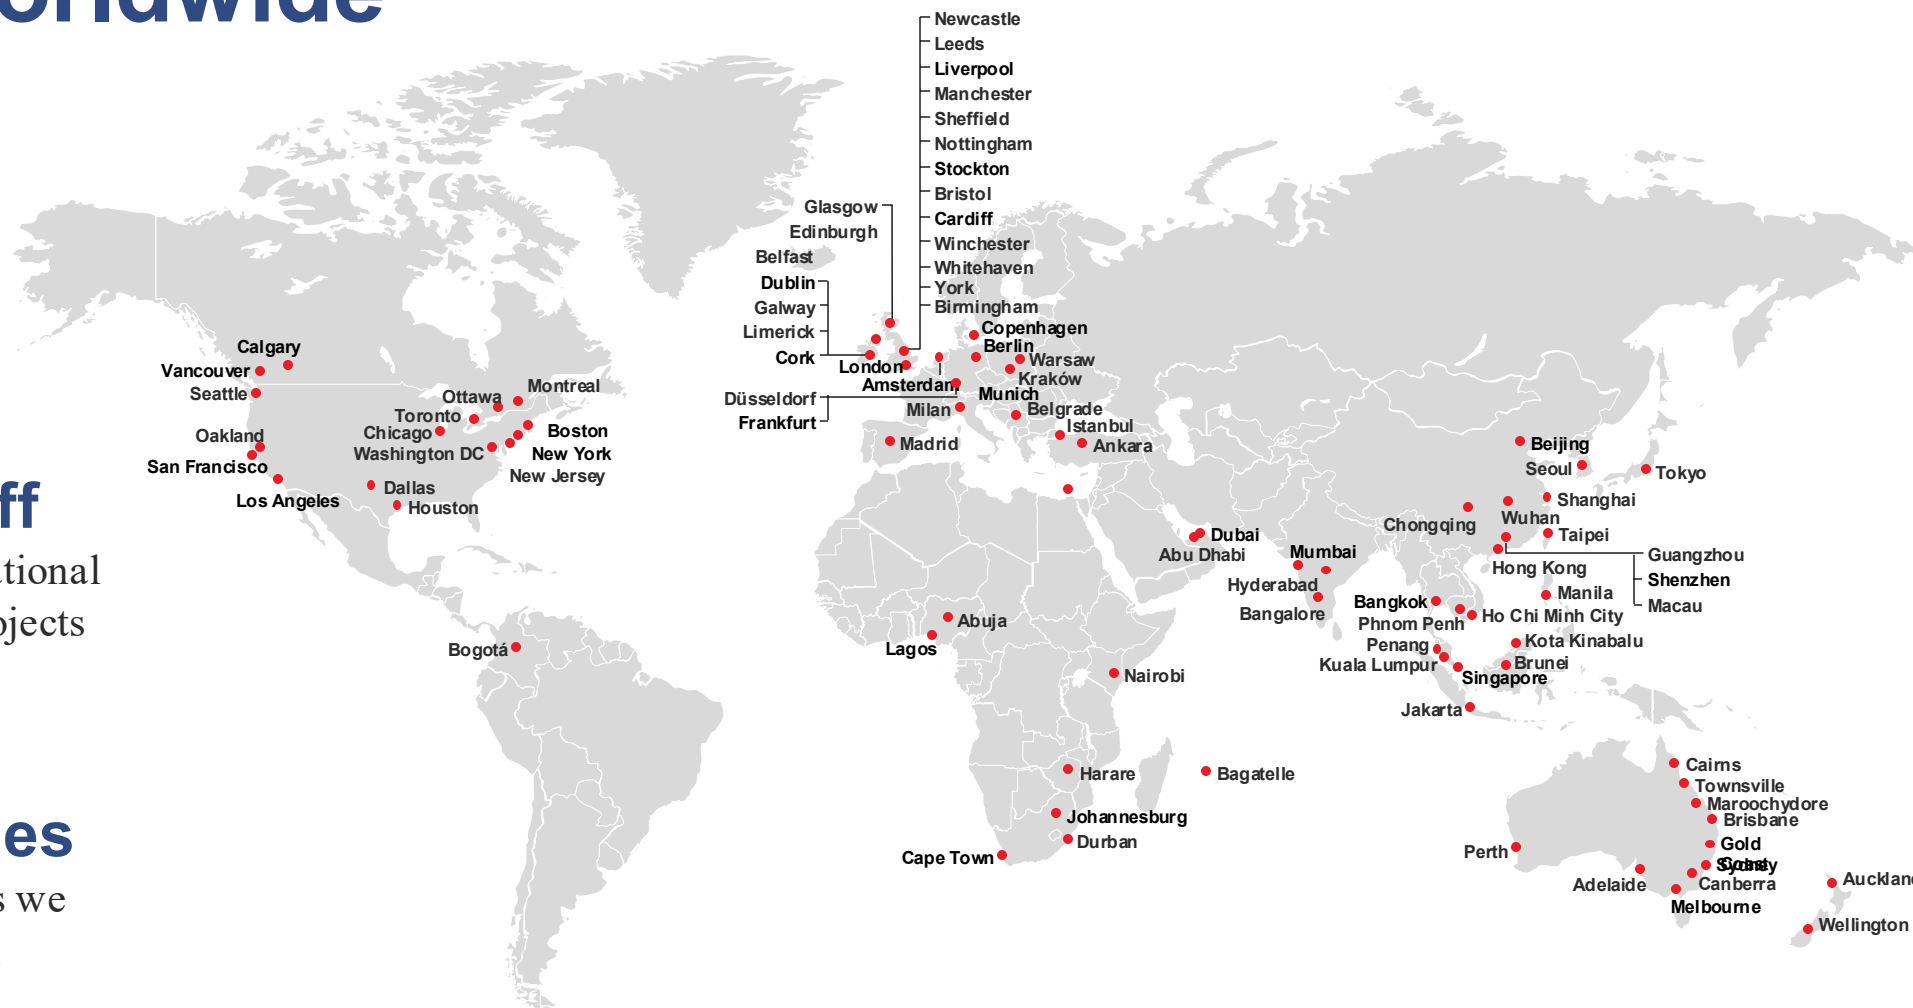 orldwide
ff
ational
ojects
es
s we
Newcastle
Leeds
Liverpool
Manchester
Sheffield
Nottingham
Stockton
Bristol
Cardiff
Winchester
Whitehaven
York
Birmingham
Glasgow
Edinburgh
Belfast
Dublin
Galway
Limerick
Cork
London
Amsterdam
Düsseldorf
Frankfurt
Copenhagen
Berlin
Warsaw
Kraków
Munich
Milan
Belgrade
Istanbul
Ankara
Madrid
Calgary
Vancouver
Seattle
Oakland
San Francisco
Los Angeles
Ottawa
Montreal
Toronto
Chicago
Washington DC
Boston
New York
New Jersey
Dallas
Houston
Bogotá
Abuja
Lagos
Nairobi
Harare
Bagatelle
Johannesburg
Durban
Cape Town
Dubai
Abu Dhabi
Mumbai
Hyderabad
Bangalore
Beijing
Seoul
Tokyo
Shanghai
Chongqing
Wuhan
Taipei
Guangzhou
Shenzhen
Macau
Hong Kong
Manila
Bangkok
Phnom Penh
Ho Chi Minh City
Penang
Kuala Lumpur
Kota Kinabalu
Brunei
Singapore
Jakarta
Cairns
Townsville
Maroochydore
Brisbane
Gold
Coast
Sydney
Canberra
Melbourne
Adelaide
Perth
Auckland
Wellington